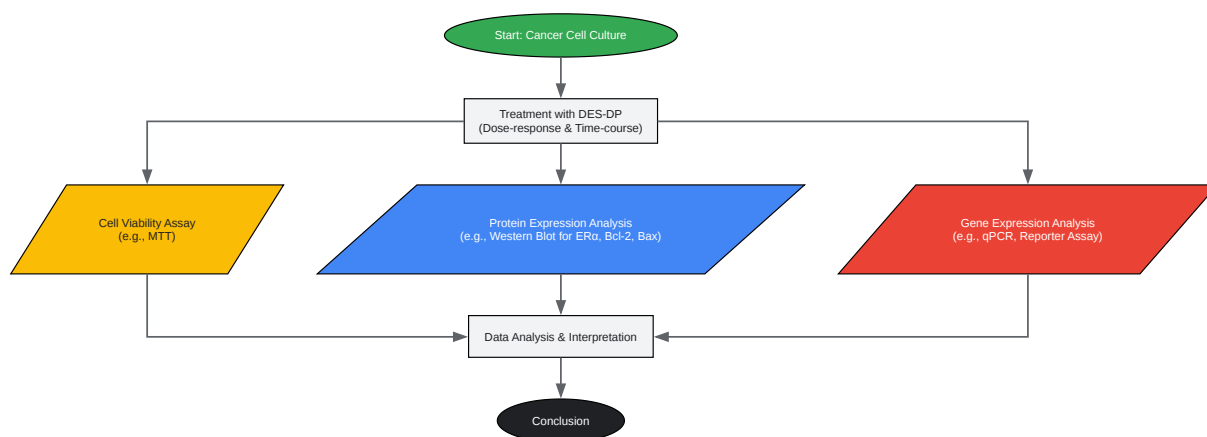 Start: Cancer Cell Culture
Treatment with DES-DP
(Dose-response & Time-course)
Cell Viability Assay
(e.g., MTT)
Protein Expression Analysis
(e.g., Western Blot for ERα, Bcl-2, Bax)
Gene Expression Analysis
(e.g., qPCR, Reporter Assay)
Data Analysis & Interpretation
Conclusion